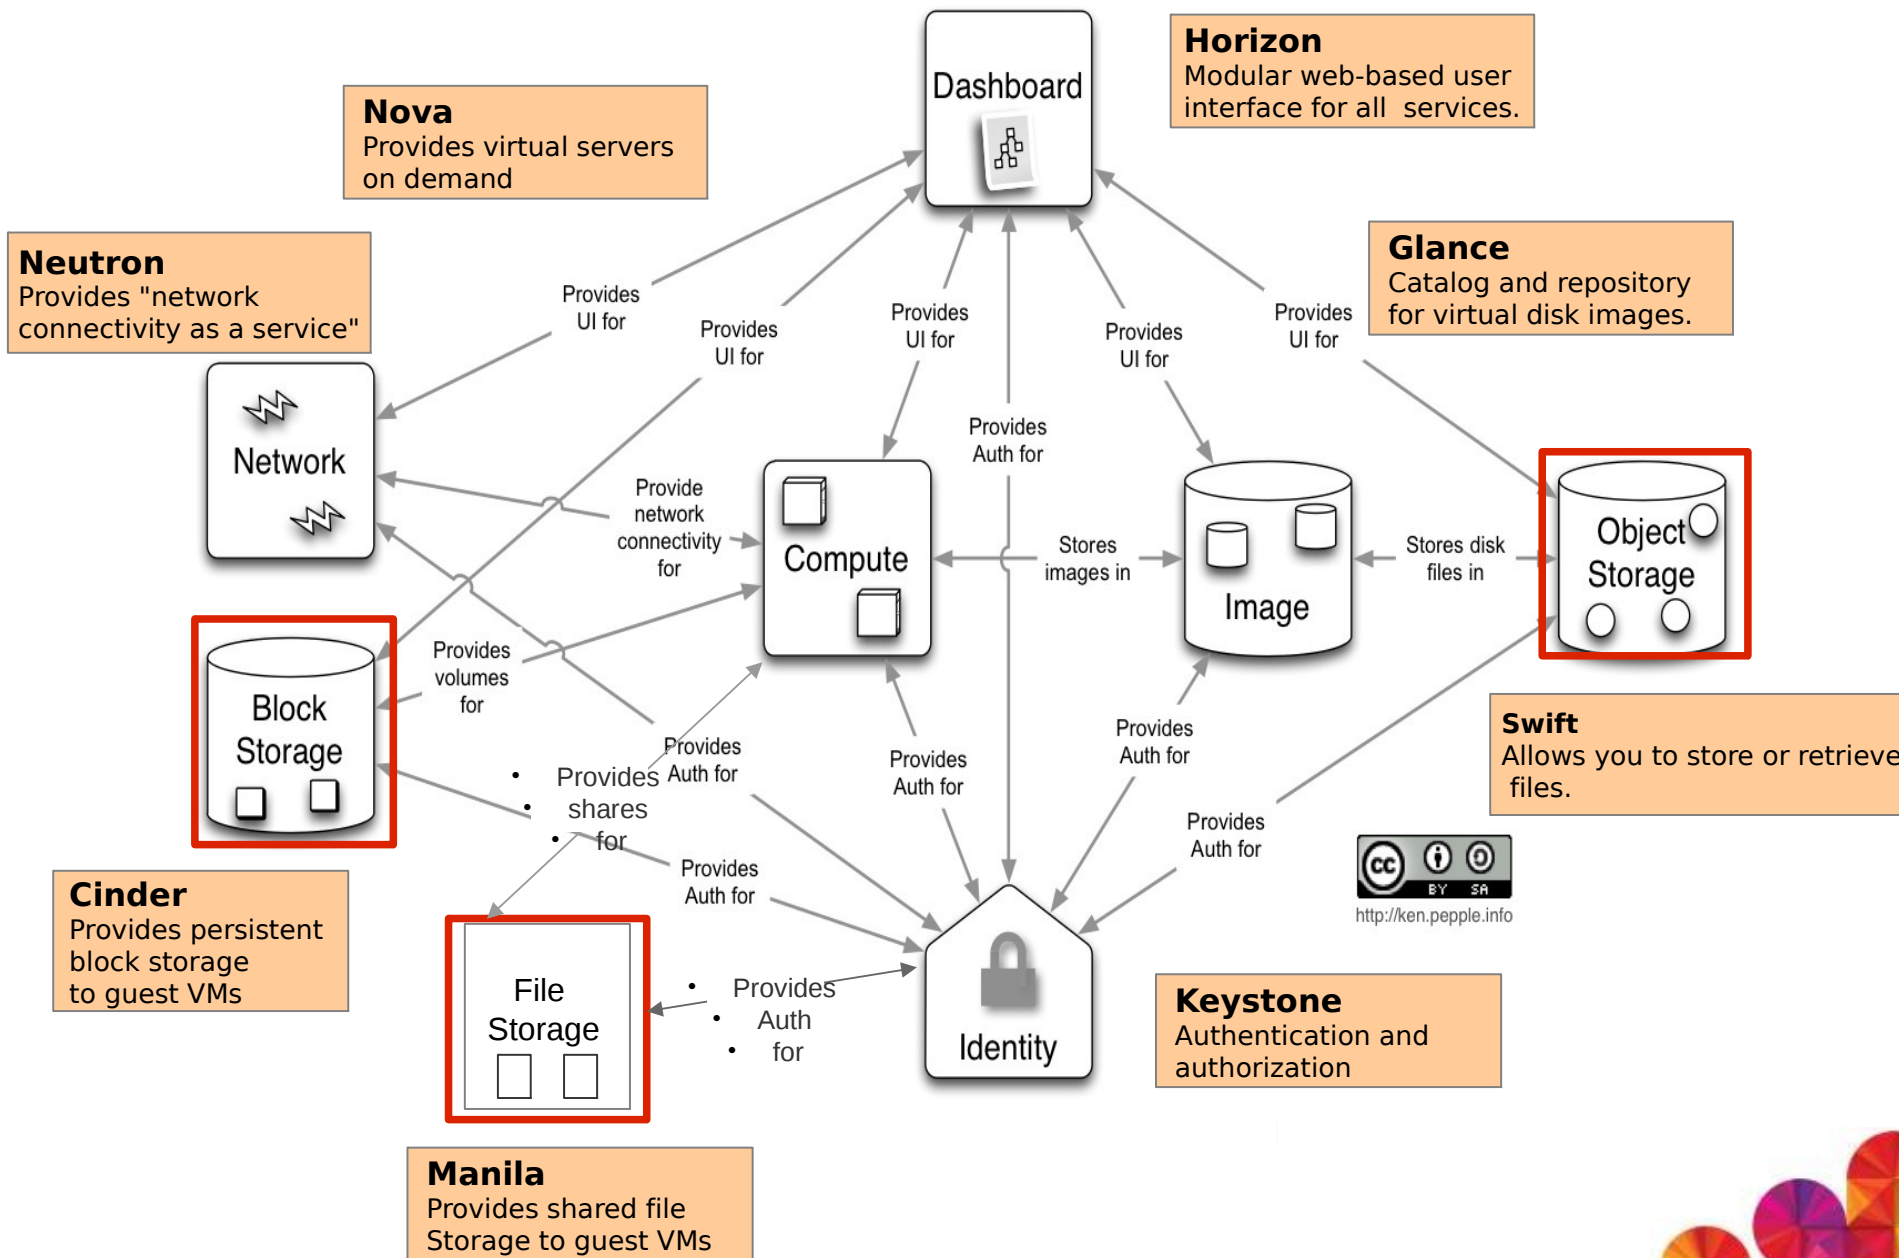 Dashboard
Horizon
Modular web-based user
interface for all services.
Nova
Provides virtual servers
on demand
Neutron
Provides "network
connectivity as a service"
Glance
Catalog and repository
for virtual disk images.
Provides
UI for
Provides
UI for
Provides
UI for
Provides
UI for
Provides
UI for
Network
Provides
Auth for
Provide
network
connectivity
for
Compute
Stores
images in
Image
Stores disk
files in
Object
Storage
Block
Storage
Provides
volumes
for
Provides
Auth for
• Provides
• shares
• for
Provides
Auth for
Provides
Auth for
Provides
Auth for
Provides
Auth for
Swift
Allows you to store or retrieve
files.
cc
BY SA
http://ken.pepple.info
Cinder
Provides persistent
block storage
to guest VMs
File
Storage
• Provides
• Auth
• for
Identity
Keystone
Authentication and
authorization
Manila
Provides shared file
Storage to guest VMs